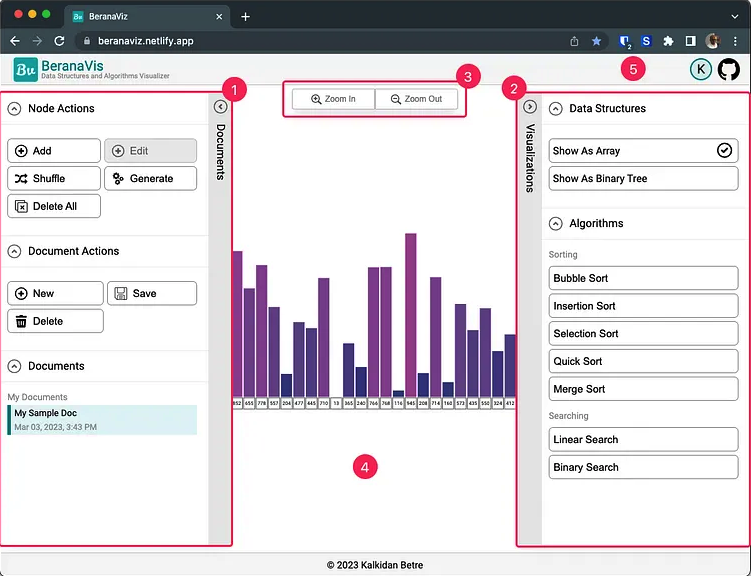 BeranaViz
beranaviz.netlify.app
2
S
Bu
BeranaVis
Data Structures and Algorithms Visualizer
5
K
1
3
2
Zoom In
Zoom Out
Node Actions
Add
Edit
Shuffle
Generate
Delete All
Document Actions
New
Save
Delete
Documents
My Documents
My Sample Doc
Mar 03, 2023, 3:43 PM
Documents
852 655 778 557 204 477 445 710 13 365 240 766 768 116 945 208 714 160 573 435 550 324 412
4
Visualizations
Data Structures
Show As Array
Show As Binary Tree
Algorithms
Sorting
Bubble Sort
Insertion Sort
Selection Sort
Quick Sort
Merge Sort
Searching
Linear Search
Binary Search
© 2023 Kalkidan Betre